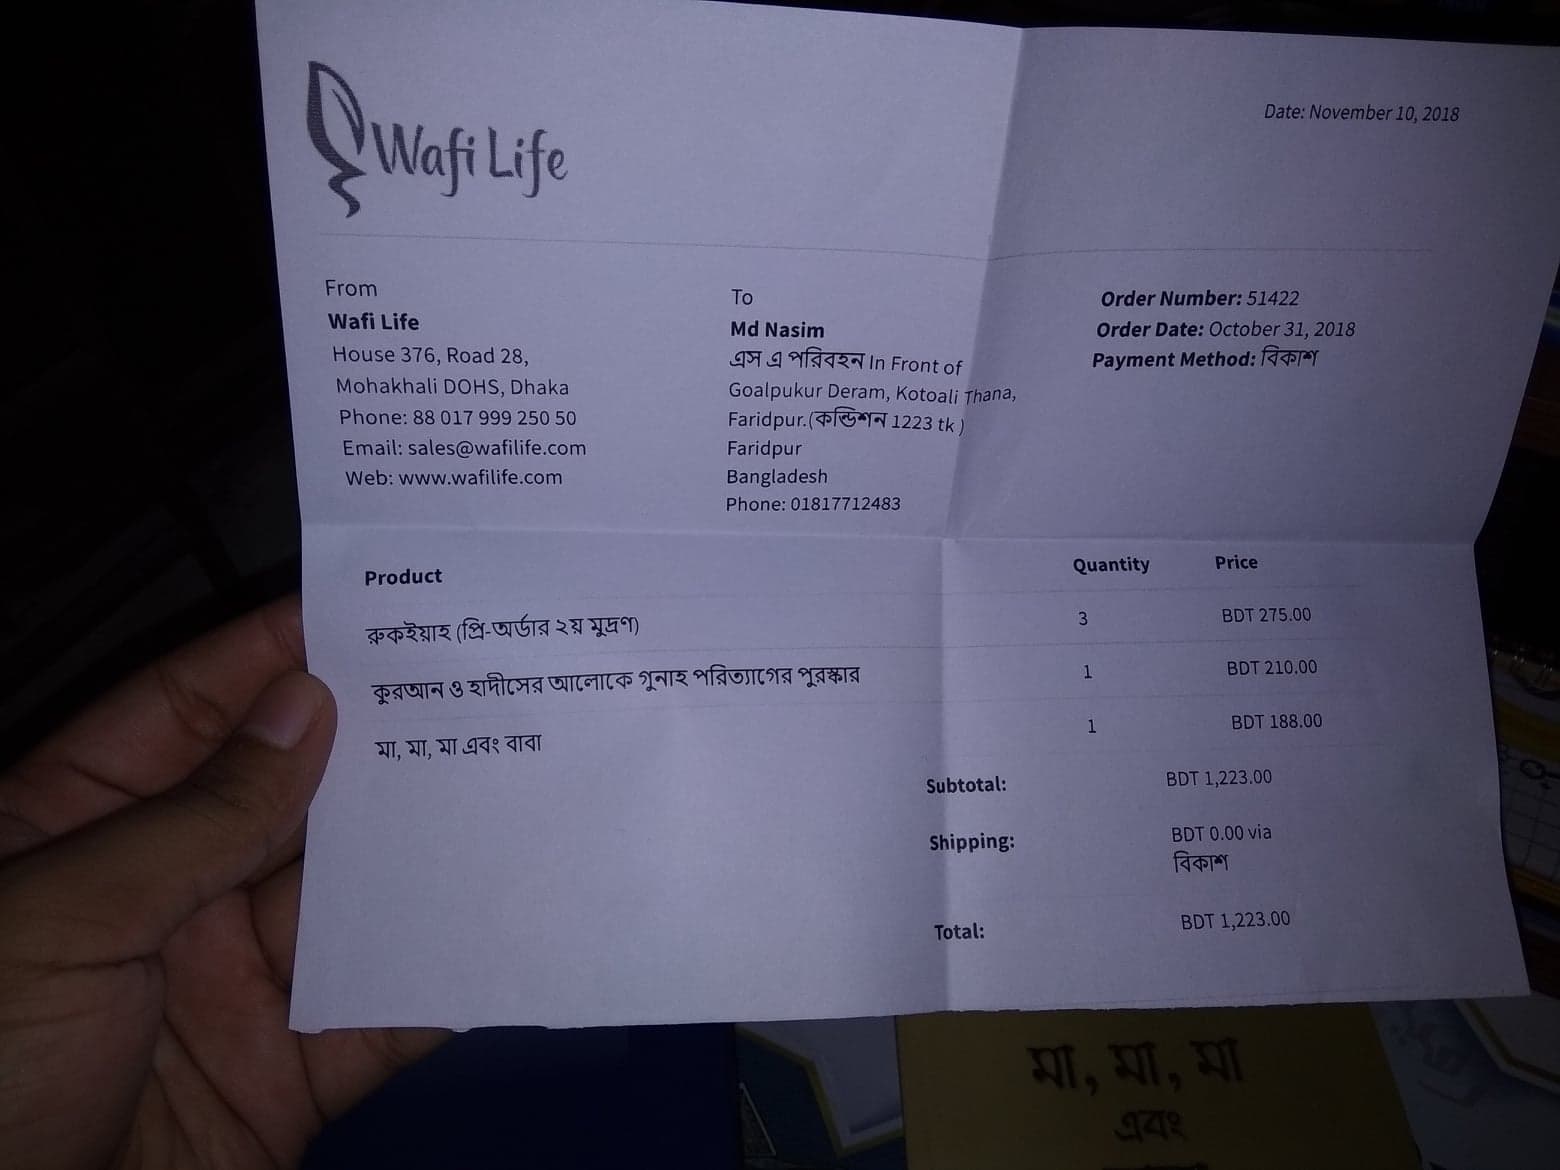 Wafi Life
Date: November 10, 2018
From
Wafi Life
House 376, Road 28,
Mohakhali DOHS, Dhaka
Phone: 88 017 999 250 50
Email: sales@wafilife.com
Web: www.wafilife.com
To
Md Nasim
এস এ পরিবহন In Front of
Goalpukur Deram, Kotoali Thana,
Faridpur.(কন্ডিশন 1223 tk )
Faridpur
Bangladesh
Phone: 01817712483
Order Number: 51422
Order Date: October 31, 2018
Payment Method: বিকাশ
Product Quantity Price
রুকইয়াহ (প্রি-অর্ডার ২য় মুদ্রণ) 3 BDT 275.00
কুরআন ও হাদীসের আলোকে গুনাহ পরিত্যাগের পুরস্কার 1 BDT 210.00
মা, মা, মা এবং বাবা 1 BDT 188.00
Subtotal: BDT 1,223.00
Shipping: BDT 0.00 via
বিকাশ
Total: BDT 1,223.00
মা, মা, মা
এবং